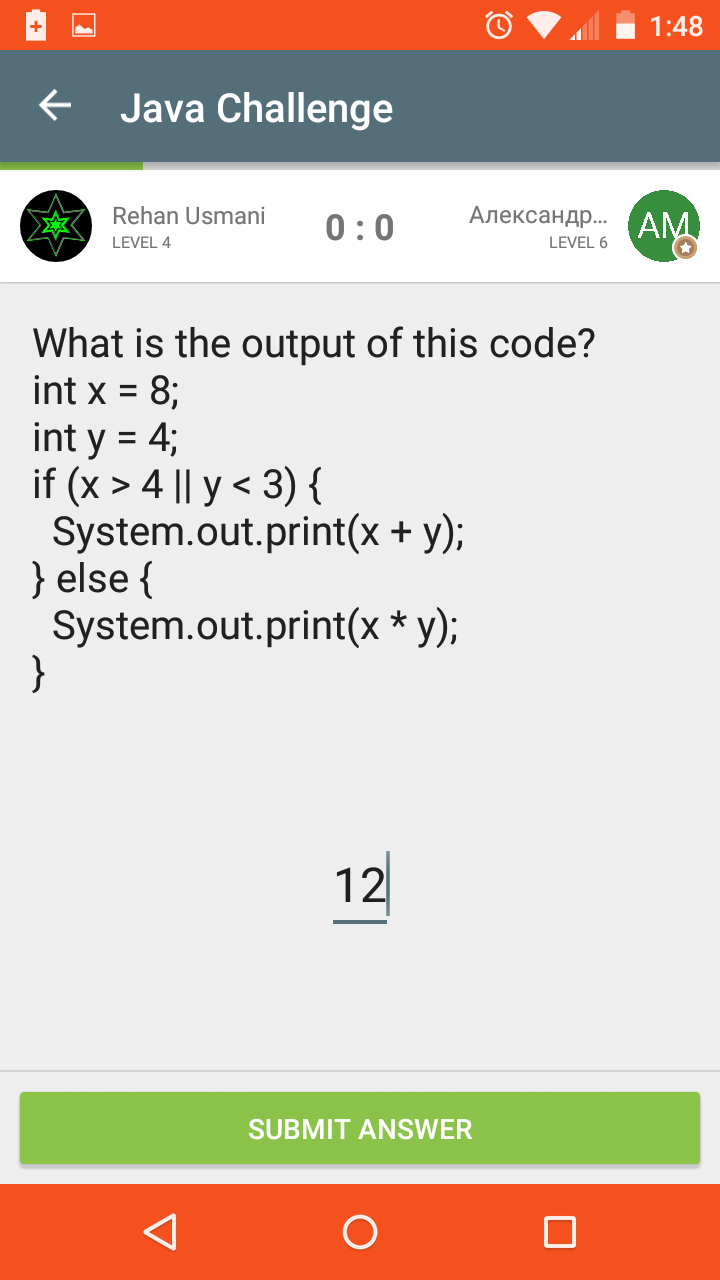 1:48
Java Challenge
Rehan Usmani
LEVEL 4
0 : 0
Александр...
LEVEL 6
AM
What is the output of this code?
int x = 8;
int y = 4;
if (x > 4 || y < 3) {
  System.out.print(x + y);
} else {
  System.out.print(x * y);
}
12
SUBMIT ANSWER